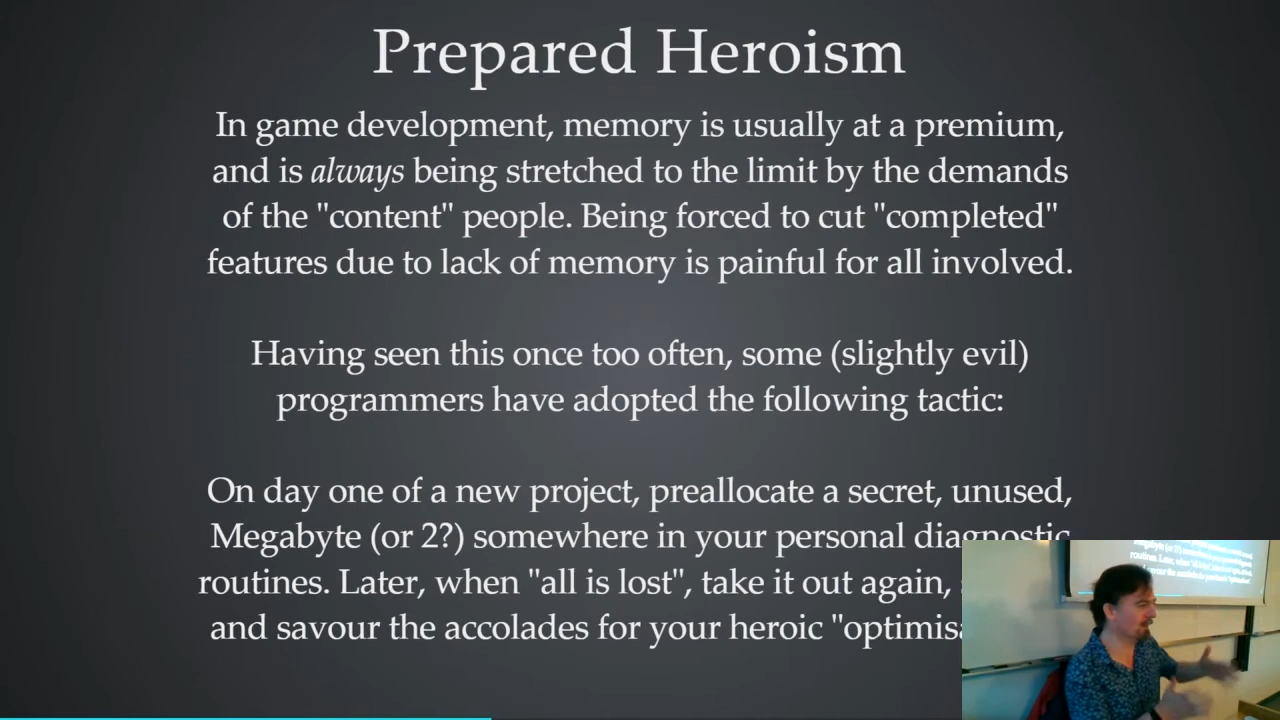 Prepared Heroism
In game development, memory is usually at a premium,
and is always being stretched to the limit by the demands
of the "content" people. Being forced to cut "completed"
features due to lack of memory is painful for all involved.
Having seen this once too often, some (slightly evil)
programmers have adopted the following tactic:
On day one of a new project, preallocate a secret, unused,
Megabyte (or 2?) somewhere in your personal diagnostic
routines. Later, when "all is lost", take it out again,
and savour the accolades for your heroic